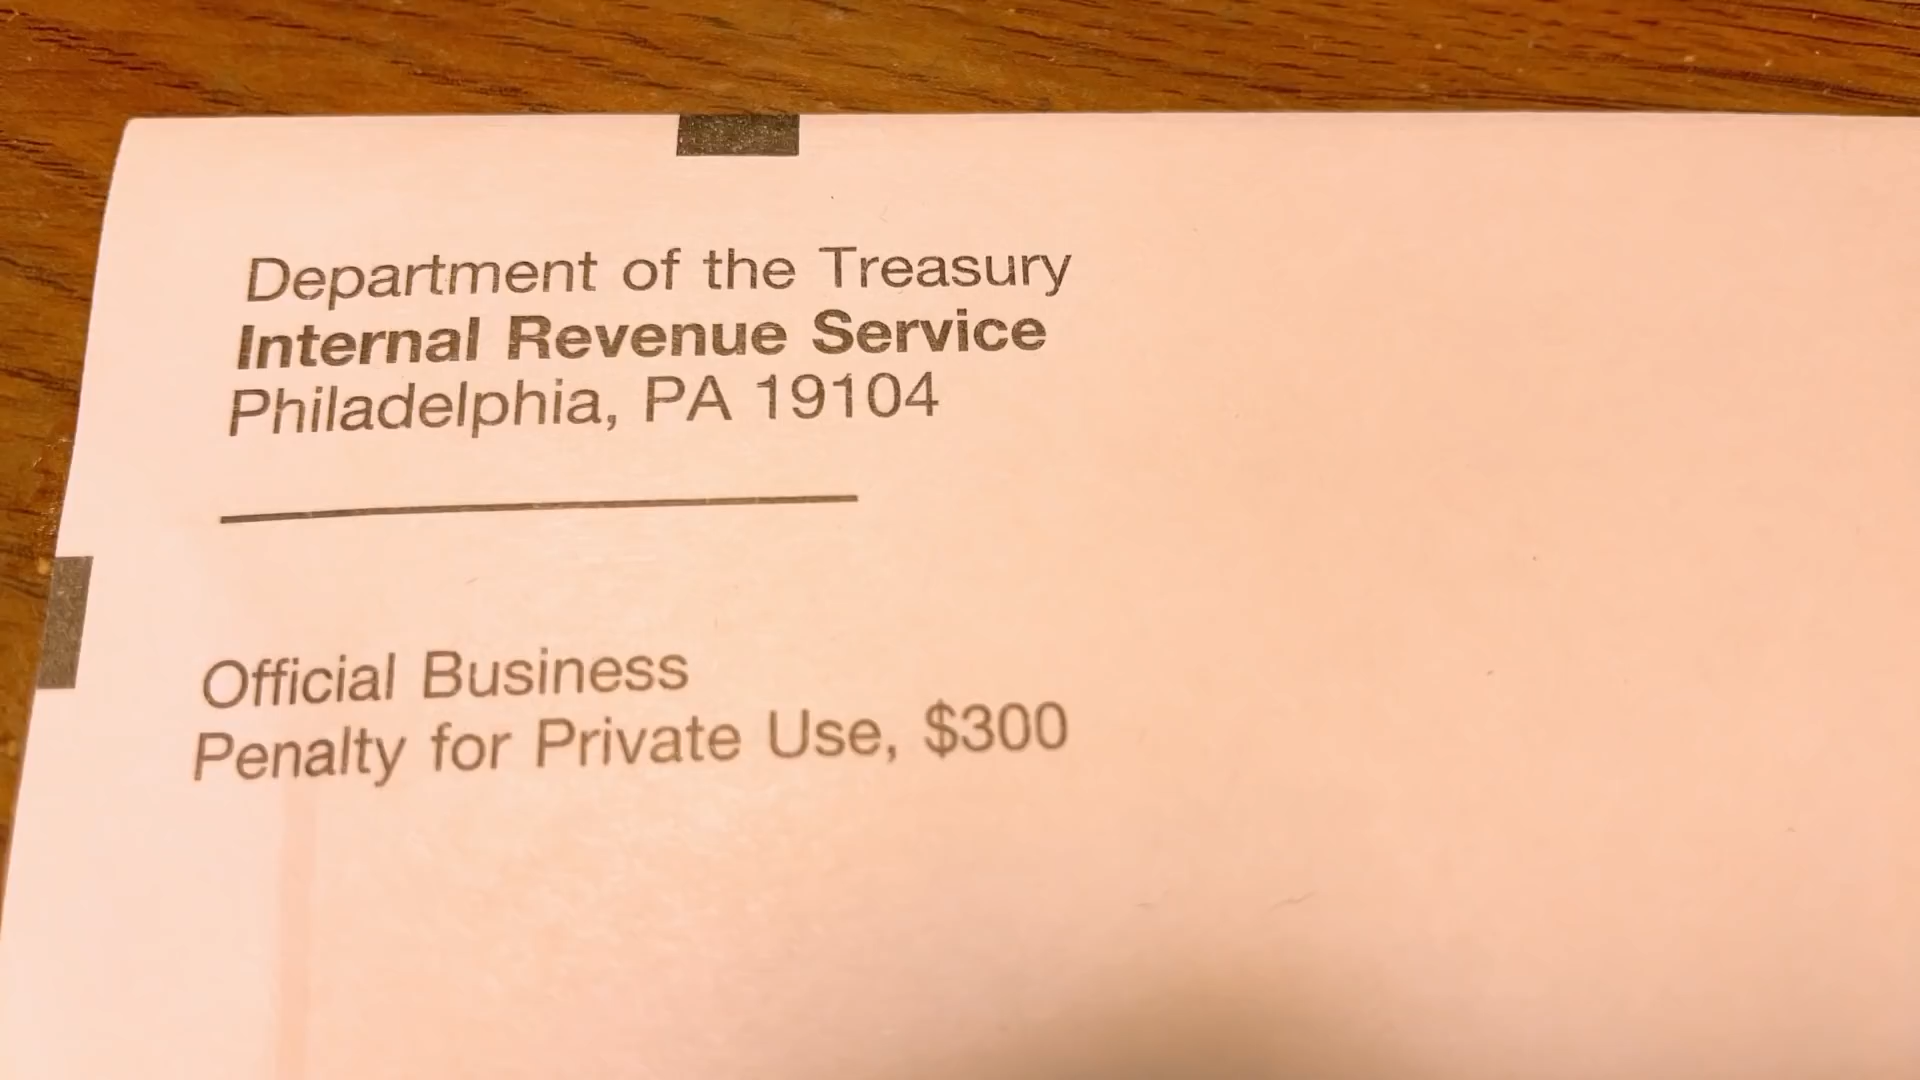 Department of the Treasury
Internal Revenue Service
Philadelphia, PA 19104
Official Business
Penalty for Private Use, $300